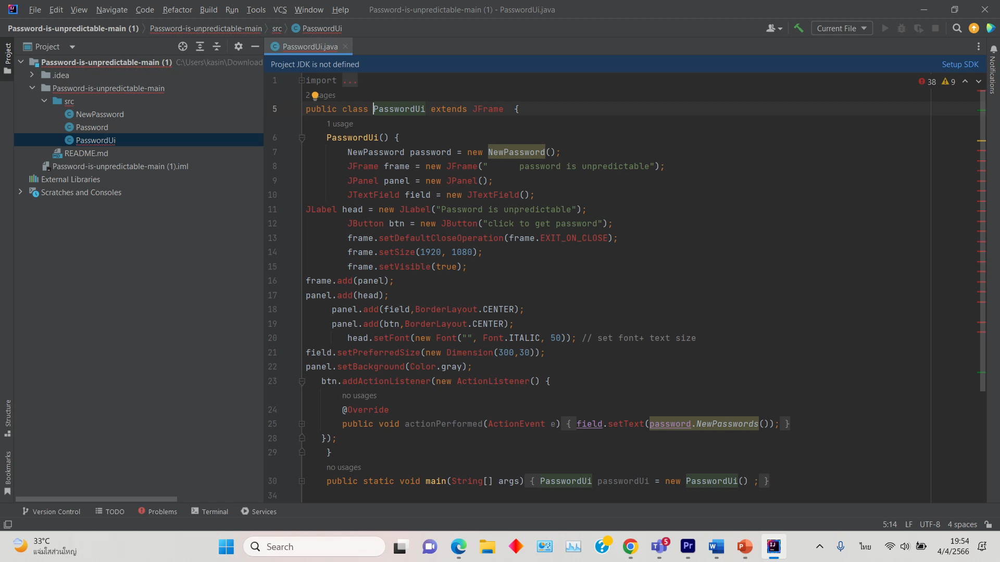 File Edit View Navigate Code Refactor Build Run Tools VCS Window Help Password-is-unpredictable-main (1) - PasswordUi.java
Password-is-unpredictable-main (1) Password-is-unpredictable-main src PasswordUi Current File
Project PasswordUi.java
Project
Password-is-unpredictable-main (1) C:\Users\kasin\Download
.idea
Password-is-unpredictable-main
src
NewPassword
Password
PasswordUi
README.md
Password-is-unpredictable-main (1).iml
External Libraries
Scratches and Consoles
Structure
Bookmarks
Notifications
Project JDK is not defined Setup SDK
38 9
1 import ...
2 usages
5 public class PasswordUi extends JFrame {
1 usage
6 PasswordUi() {
7 NewPassword password = new NewPassword();
8 JFrame frame = new JFrame("      password is unpredictable");
9 JPanel panel = new JPanel();
10 JTextField field = new JTextField();
11 JLabel head = new JLabel("Password is unpredictable");
12 JButton btn = new JButton("click to get password");
13 frame.setDefaultCloseOperation(frame.EXIT_ON_CLOSE);
14 frame.setSize(1920, 1080);
15 frame.setVisible(true);
16 frame.add(panel);
17 panel.add(head);
18 panel.add(field,BorderLayout.CENTER);
19 panel.add(btn,BorderLayout.CENTER);
20 head.setFont(new Font("", Font.ITALIC, 50)); // set font+ text size
21 field.setPreferredSize(new Dimension(300,30));
22 panel.setBackground(Color.gray);
23 btn.addActionListener(new ActionListener() {
no usages
24 @Override
25 public void actionPerformed(ActionEvent e) { field.setText(password.NewPasswords()); }
28 });
29 }
no usages
30 public static void main(String[] args) { PasswordUi passwordUi = new PasswordUi() ; }
34
Version Control TODO Problems Terminal Services
5:14 LF UTF-8 4 spaces
33°C
แจ่มใสส่วนใหญ่
Search
5
Pr
ไทย
19:54
4/4/2566